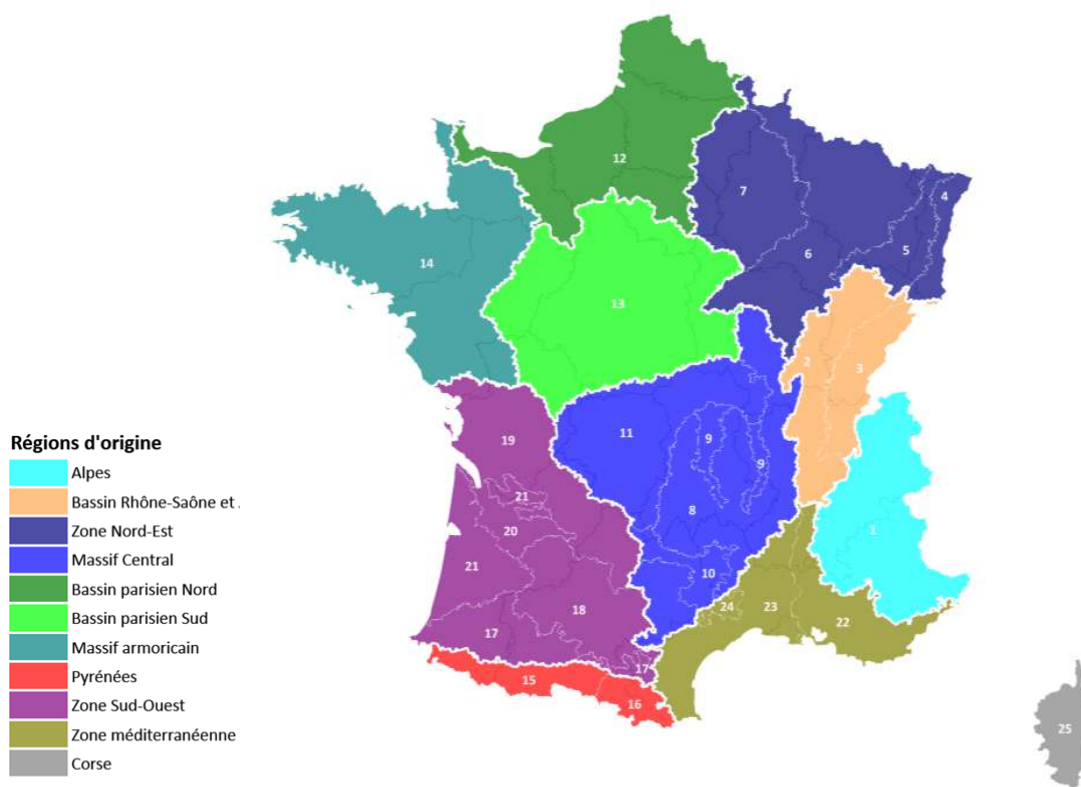 12
7
4
14
6
5
13
2
3
11
9
19
9
21
8
20
1
21
10
18
24
23
22
17
17
15
16
25
Régions d'origine
Alpes
Bassin Rhône-Saône et .
Zone Nord-Est
Massif Central
Bassin parisien Nord
Bassin parisien Sud
Massif armoricain
Pyrénées
Zone Sud-Ouest
Zone méditerranéenne
Corse